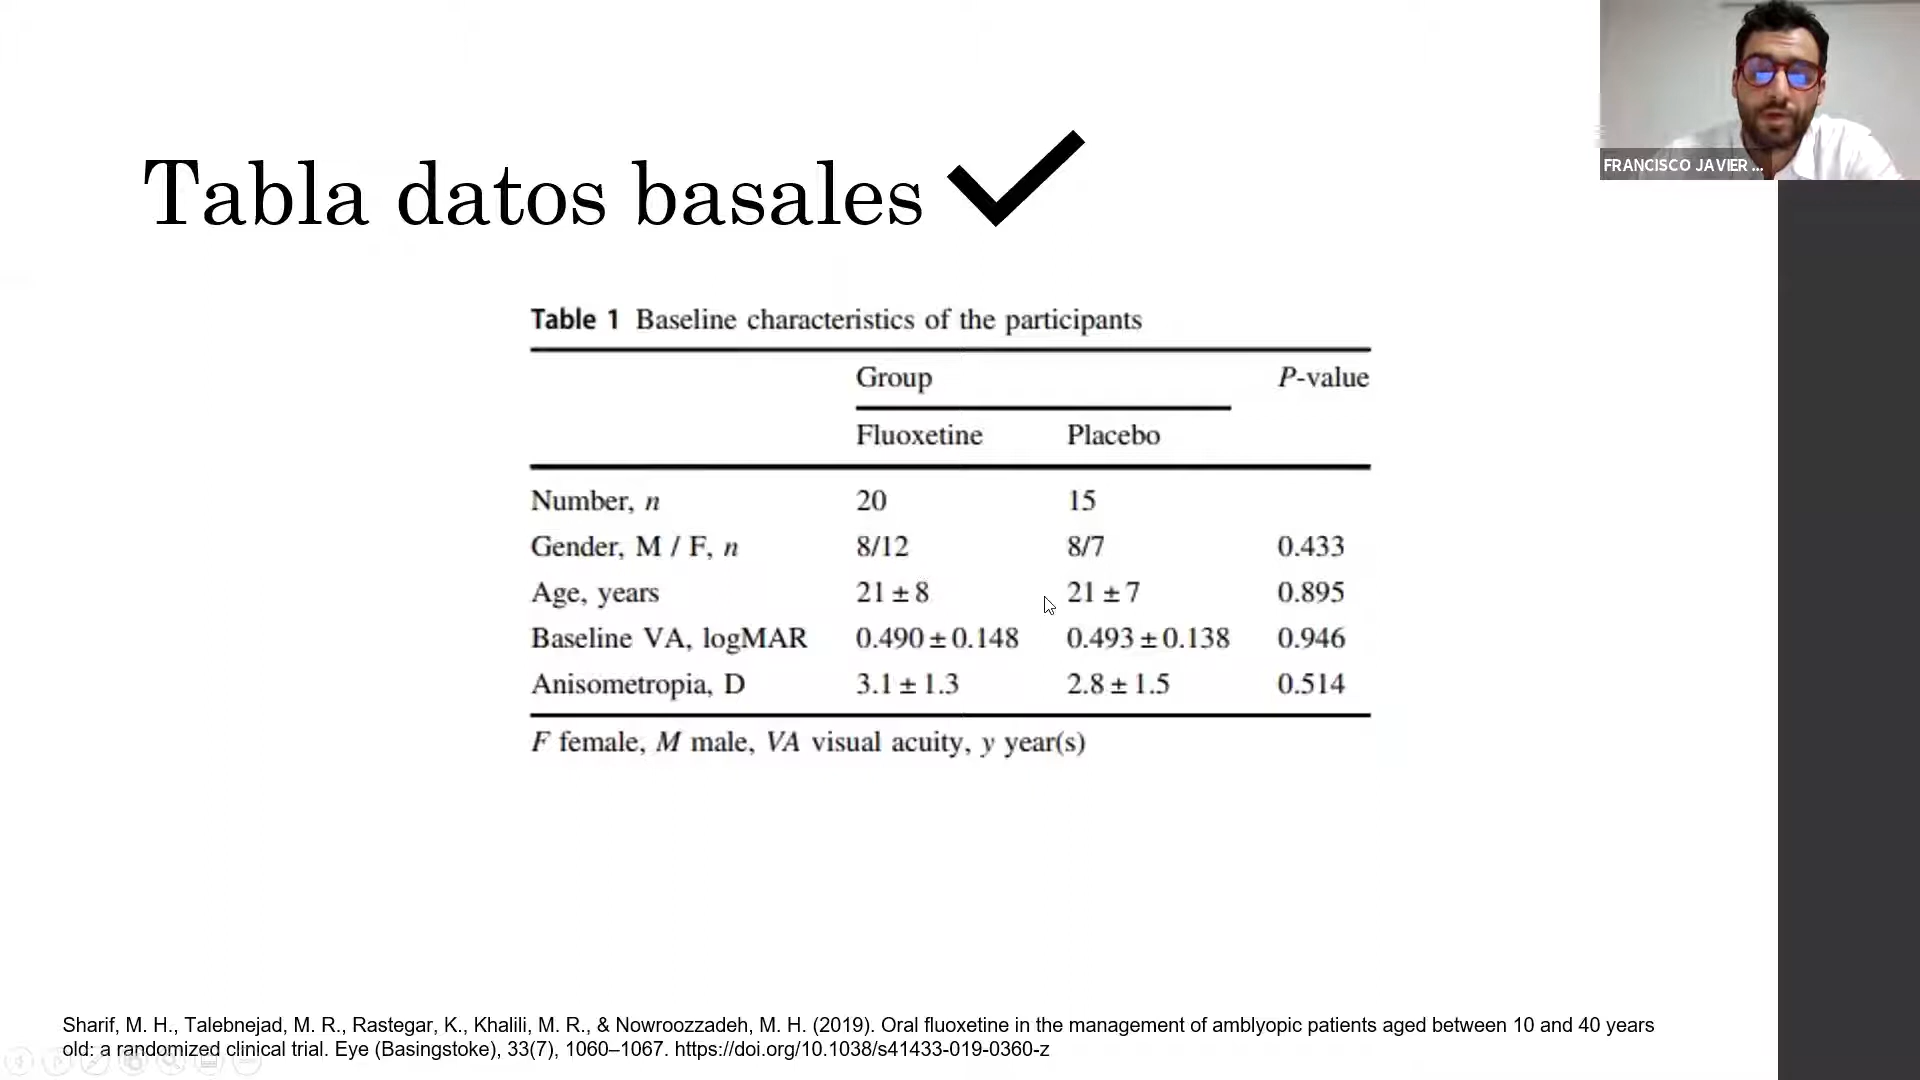 FRANCISCO JAVIER ...
Tabla datos basales
Table 1 Baseline characteristics of the participants
Group P-value
Fluoxetine Placebo
Number, n 20 15
Gender, M / F, n 8/12 8/7 0.433
Age, years 21 ± 8 21 ± 7 0.895
Baseline VA, logMAR 0.490 ± 0.148 0.493 ± 0.138 0.946
Anisometropia, D 3.1 ± 1.3 2.8 ± 1.5 0.514
F female, M male, VA visual acuity, y year(s)
Sharif, M. H., Talebnejad, M. R., Rastegar, K., Khalili, M. R., & Nowroozzadeh, M. H. (2019). Oral fluoxetine in the management of amblyopic patients aged between 10 and 40 years
old: a randomized clinical trial. Eye (Basingstoke), 33(7), 1060–1067. https://doi.org/10.1038/s41433-019-0360-z